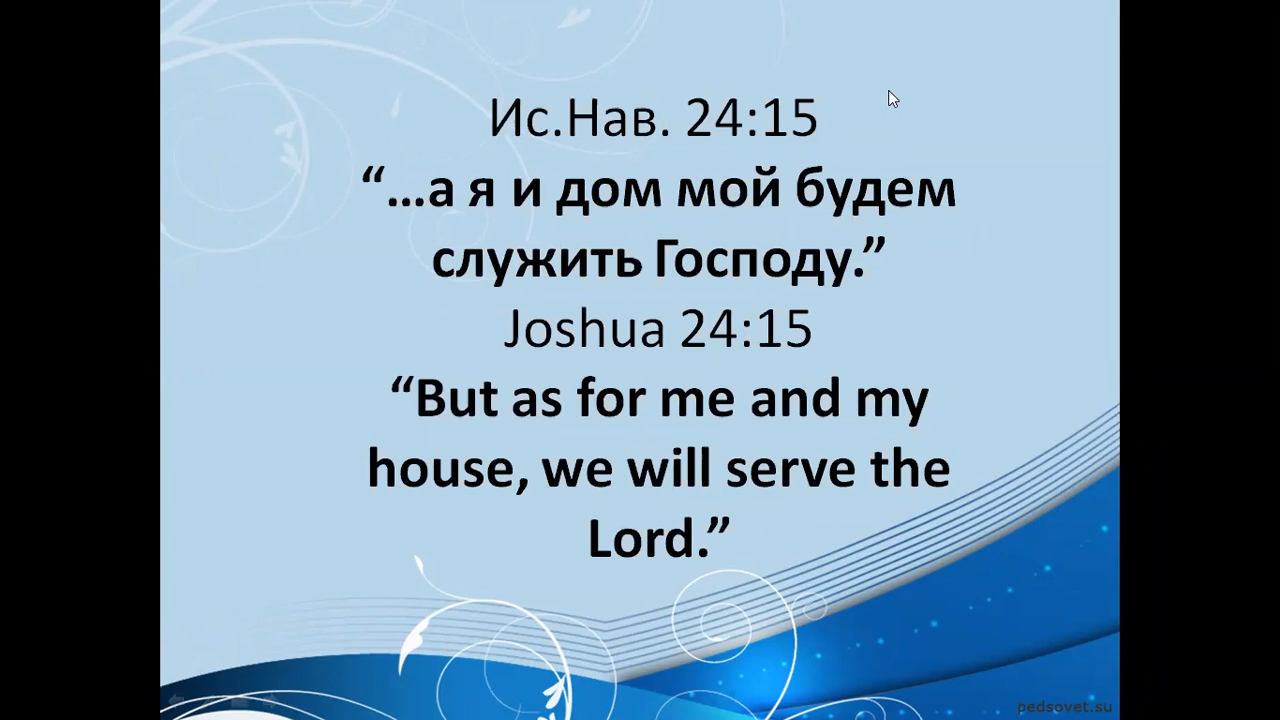 Ис.Нав. 24:15
“…а я и дом мой будем
служить Господу.”
Joshua 24:15
“But as for me and my
house, we will serve the
Lord.”
pedsovet.su